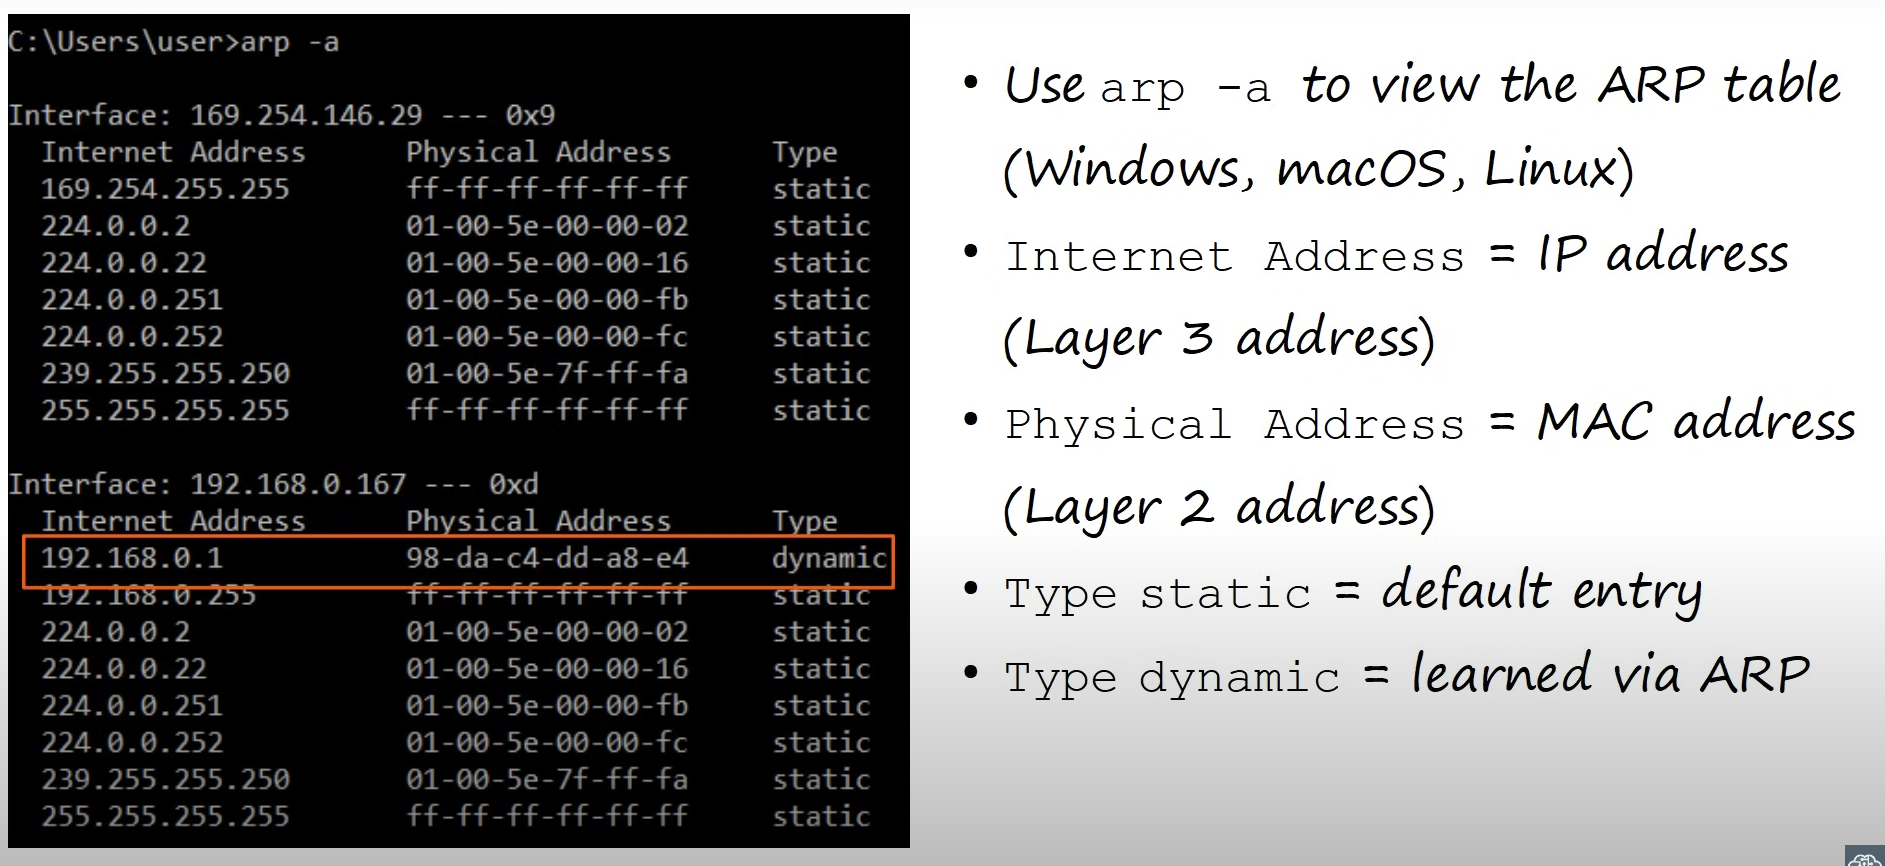 C:\Users\user>arp -a
Interface: 169.254.146.29 --- 0x9
Internet Address Physical Address Type
169.254.255.255 ff-ff-ff-ff-ff-ff static
224.0.0.2 01-00-5e-00-00-02 static
224.0.0.22 01-00-5e-00-00-16 static
224.0.0.251 01-00-5e-00-00-fb static
224.0.0.252 01-00-5e-00-00-fc static
239.255.255.250 01-00-5e-7f-ff-fa static
255.255.255.255 ff-ff-ff-ff-ff-ff static
Interface: 192.168.0.167 --- 0xd
Internet Address Physical Address Type
192.168.0.1 98-da-c4-dd-a8-e4 dynamic
192.168.0.255 ff-ff-ff-ff-ff-ff static
224.0.0.2 01-00-5e-00-00-02 static
224.0.0.22 01-00-5e-00-00-16 static
224.0.0.251 01-00-5e-00-00-fb static
224.0.0.252 01-00-5e-00-00-fc static
239.255.255.250 01-00-5e-7f-ff-fa static
255.255.255.255 ff-ff-ff-ff-ff-ff static
• Use arp -a to view the ARP table
(Windows, macOS, Linux)
• Internet Address = IP address
(Layer 3 address)
• Physical Address = MAC address
(Layer 2 address)
• Type static = default entry
• Type dynamic = learned via ARP